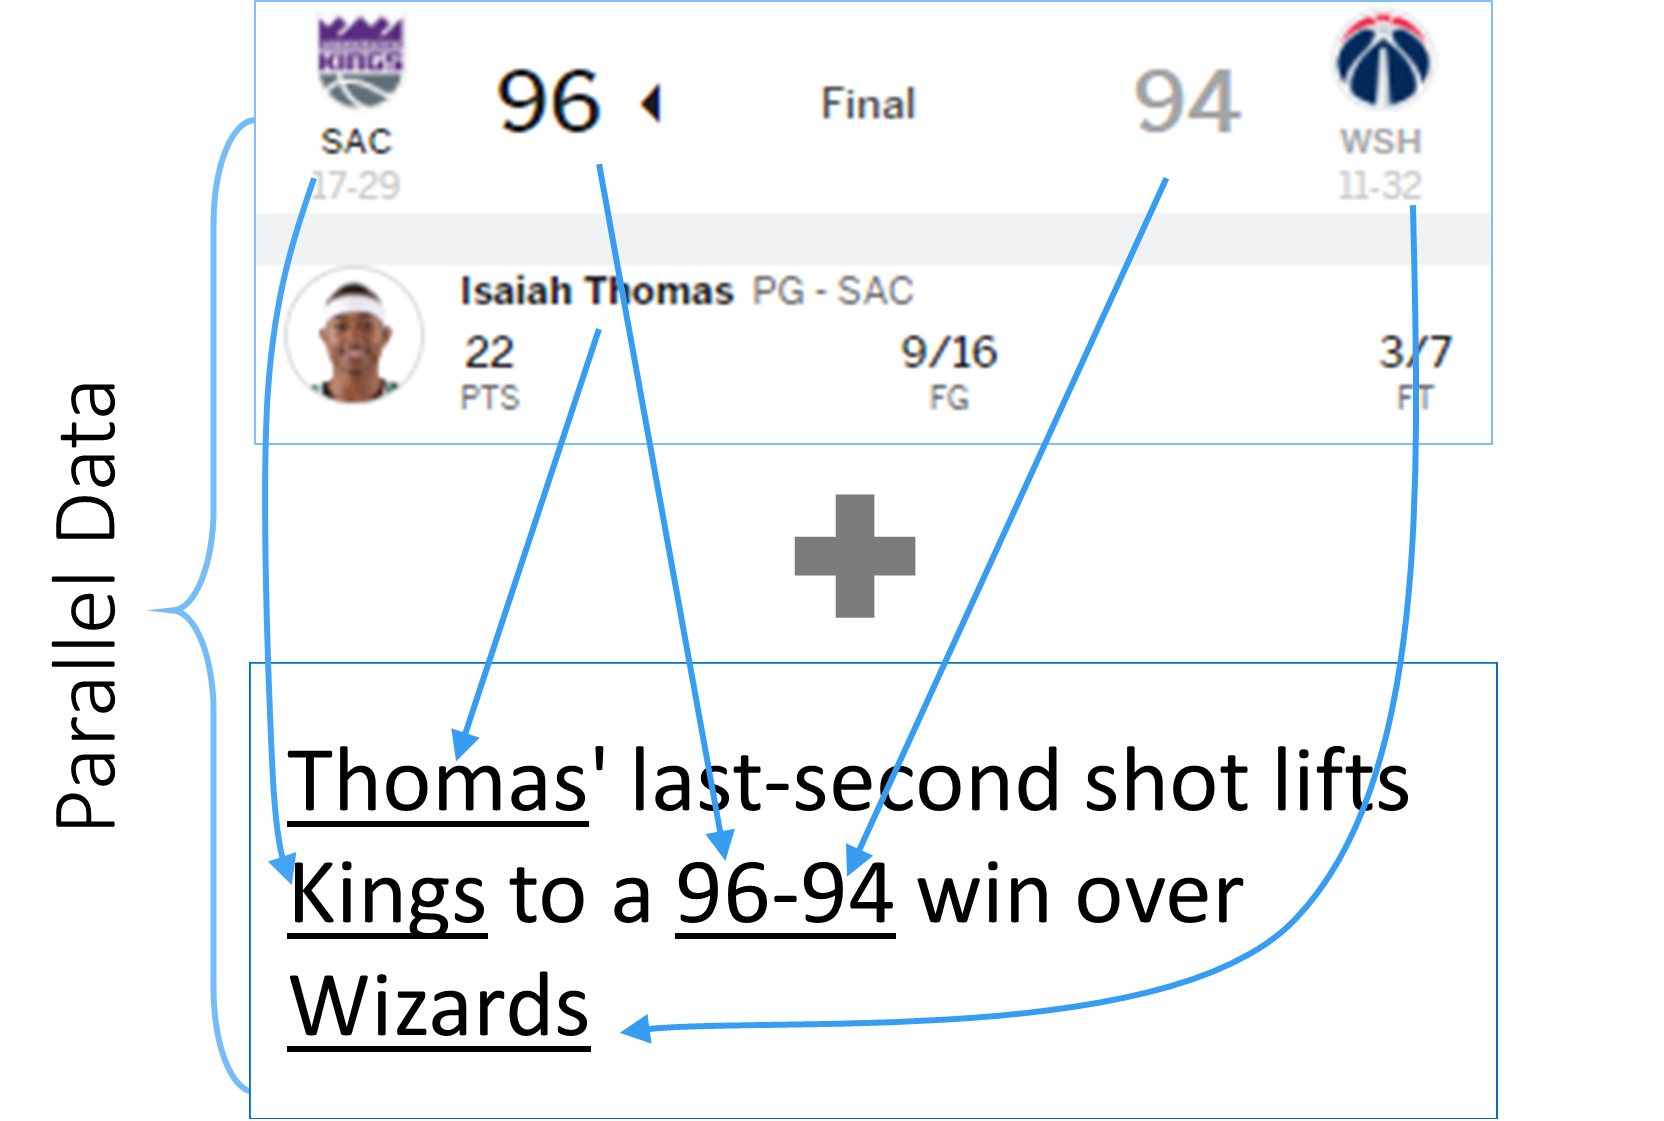 KINGS
SAC
17-29
96
Final
94
WSH
11-32
Isaiah Thomas PG - SAC
22 9/16 3/7
PTS FG FT
Parallel Data
Thomas' last-second shot lifts
Kings to a 96-94 win over
Wizards